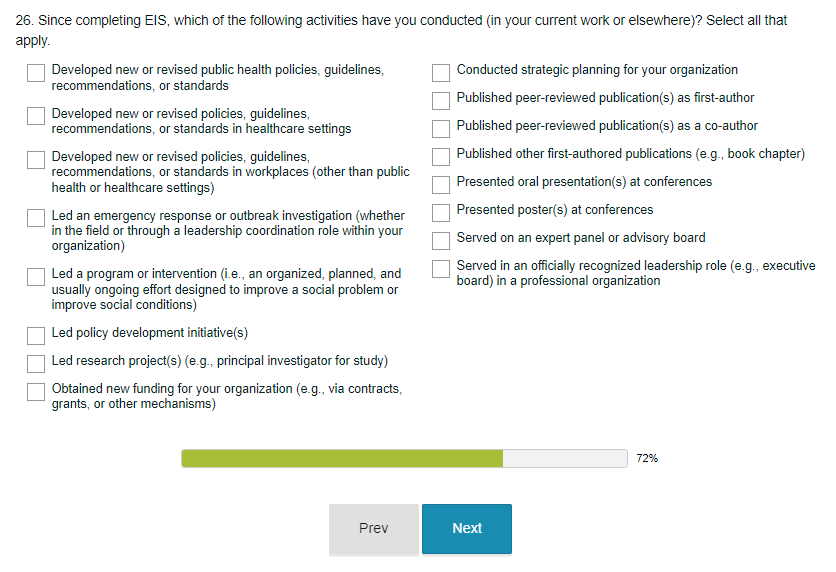 26. Since completing EIS, which of the following activities have you conducted (in your current work or elsewhere)? Select all that
apply.
Developed new or revised public health policies, guidelines,
recommendations, or standards
Developed new or revised policies, guidelines,
recommendations, or standards in healthcare settings
Developed new or revised policies, guidelines,
recommendations, or standards in workplaces (other than public
health or healthcare settings)
Led an emergency response or outbreak investigation (whether
in the field or through a leadership coordination role within your
organization)
Led a program or intervention (i.e., an organized, planned, and
usually ongoing effort designed to improve a social problem or
improve social conditions)
Led policy development initiative(s)
Led research project(s) (e.g., principal investigator for study)
Obtained new funding for your organization (e.g., via contracts,
grants, or other mechanisms)
Conducted strategic planning for your organization
Published peer-reviewed publication(s) as first-author
Published peer-reviewed publication(s) as a co-author
Published other first-authored publications (e.g., book chapter)
Presented oral presentation(s) at conferences
Presented poster(s) at conferences
Served on an expert panel or advisory board
Served in an officially recognized leadership role (e.g., executive
board) in a professional organization
72%
Prev
Next